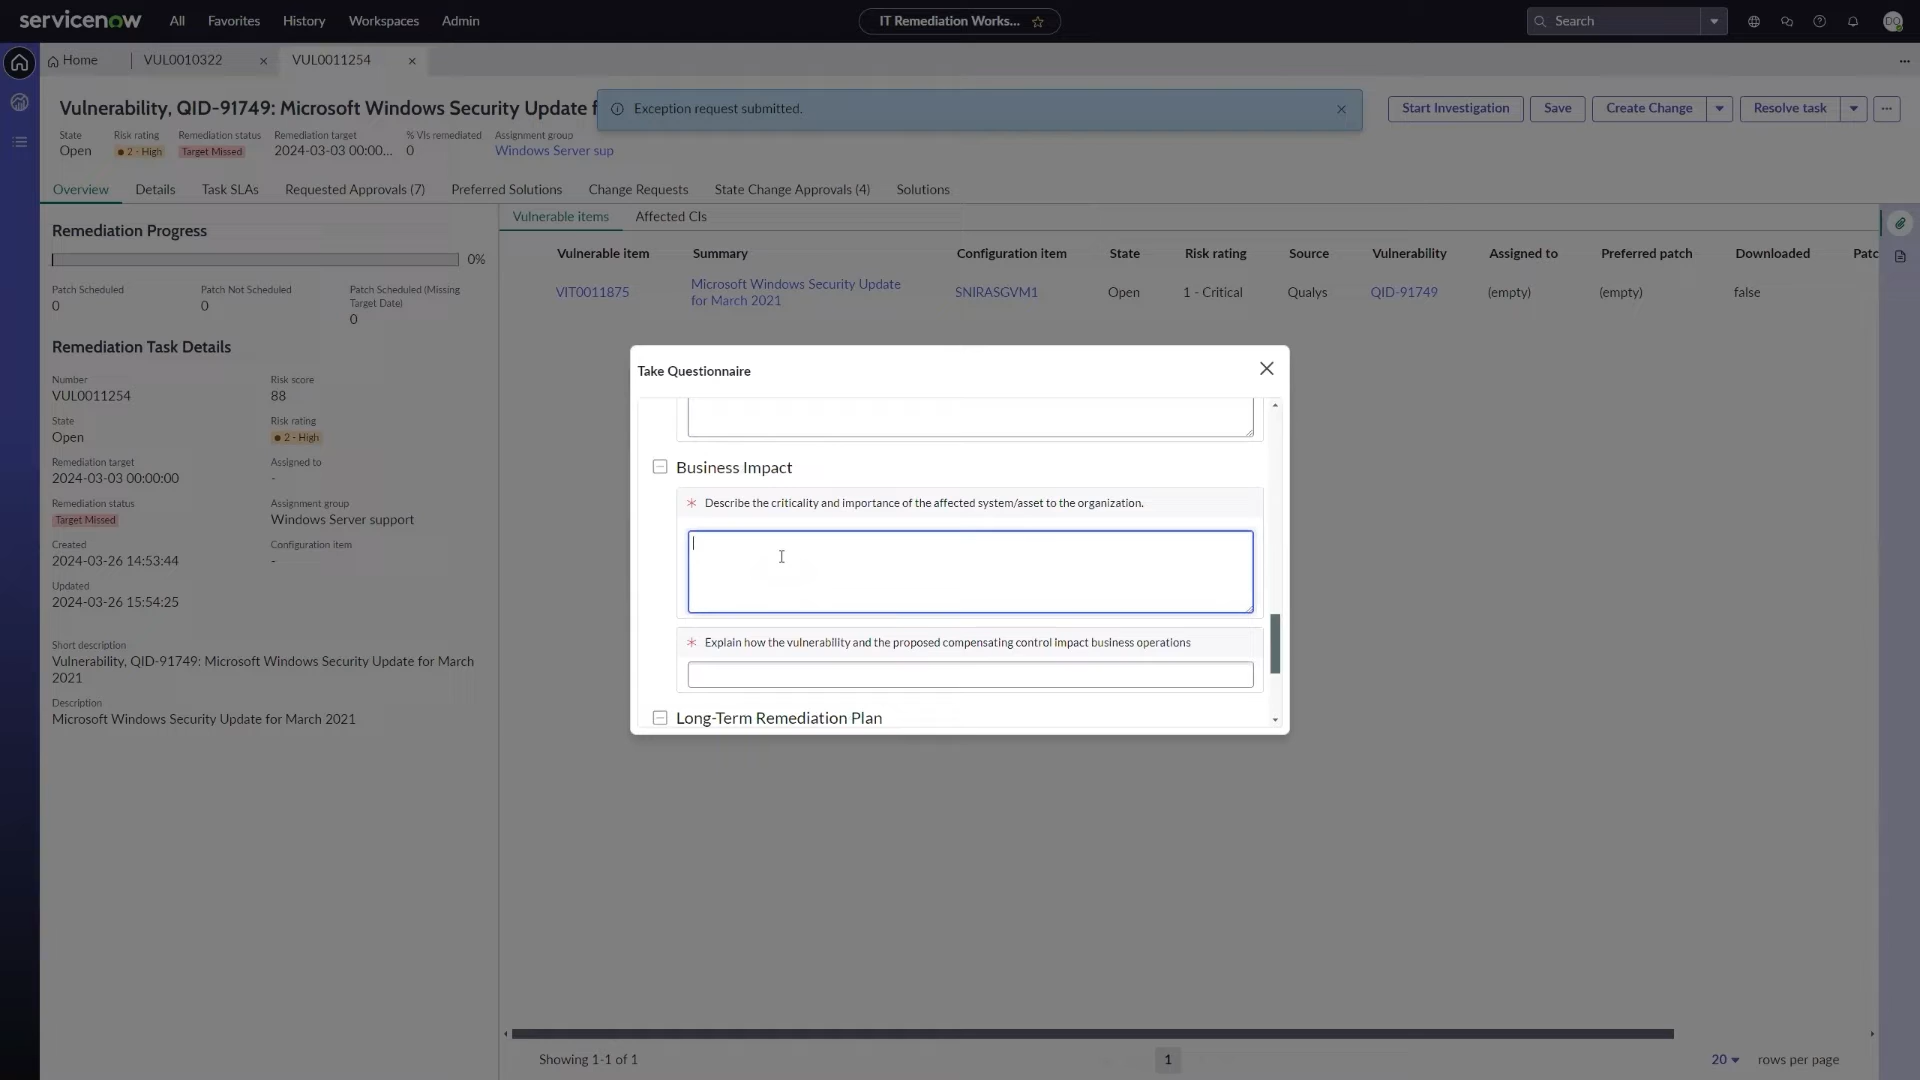 servicenow
All
Favorites
History
Workspaces
Admin
IT Remediation Works...
Search
DQ
Home
VUL0010322
VUL0011254
Vulnerability, QID-91749: Microsoft Windows Security Update f
Exception request submitted.
Start Investigation
Save
Create Change
Resolve task
State
Open
Risk rating
2 - High
Remediation status
Target Missed
Remediation target
2024-03-03 00:00...
% VIs remediated
0
Assignment group
Windows Server sup
Overview
Details
Task SLAs
Requested Approvals (7)
Preferred Solutions
Change Requests
State Change Approvals (4)
Solutions
Remediation Progress
0%
Patch Scheduled
0
Patch Not Scheduled
0
Patch Scheduled (Missing
Target Date)
0
Remediation Task Details
Number
VUL0011254
Risk score
88
State
Open
Risk rating
2 - High
Remediation target
2024-03-03 00:00:00
Assigned to
-
Remediation status
Target Missed
Assignment group
Windows Server support
Created
2024-03-26 14:53:44
Configuration item
-
Updated
2024-03-26 15:54:25
Short description
Vulnerability, QID-91749: Microsoft Windows Security Update for March
2021
Description
Microsoft Windows Security Update for March 2021
Vulnerable items
Affected CIs
Vulnerable item
Summary
Configuration item
State
Risk rating
Source
Vulnerability
Assigned to
Preferred patch
Downloaded
Patc
VIT0011875
Microsoft Windows Security Update
for March 2021
SNIRASGVM1
Open
1 - Critical
Qualys
QID-91749
(empty)
(empty)
false
Take Questionnaire
Business Impact
Describe the criticality and importance of the affected system/asset to the organization.
Explain how the vulnerability and the proposed compensating control impact business operations
Long-Term Remediation Plan
Showing 1-1 of 1
1
20
rows per page